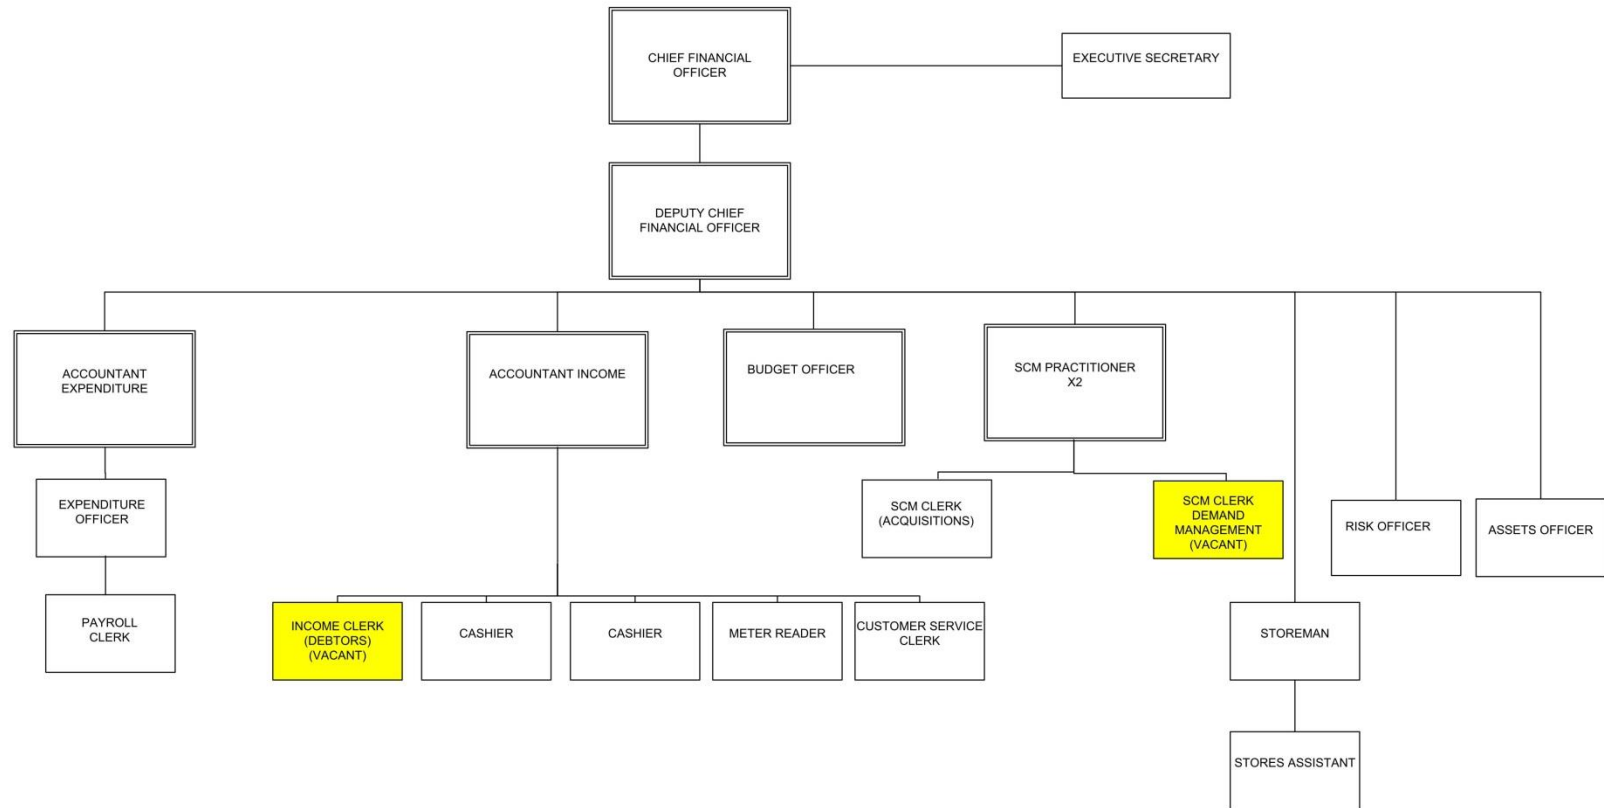 CHIEF FINANCIAL
OFFICER
EXECUTIVE SECRETARY
DEPUTY CHIEF
FINANCIAL OFFICER
ACCOUNTANT
EXPENDITURE
ACCOUNTANT INCOME
BUDGET OFFICER
SCM PRACTITIONER
X2
EXPENDITURE
OFFICER
SCM CLERK
(ACQUISITIONS)
SCM CLERK
DEMAND
MANAGEMENT
(VACANT)
RISK OFFICER
ASSETS OFFICER
PAYROLL
CLERK
INCOME CLERK
(DEBTORS)
(VACANT)
CASHIER
CASHIER
METER READER
CUSTOMER SERVICE
CLERK
STOREMAN
STORES ASSISTANT